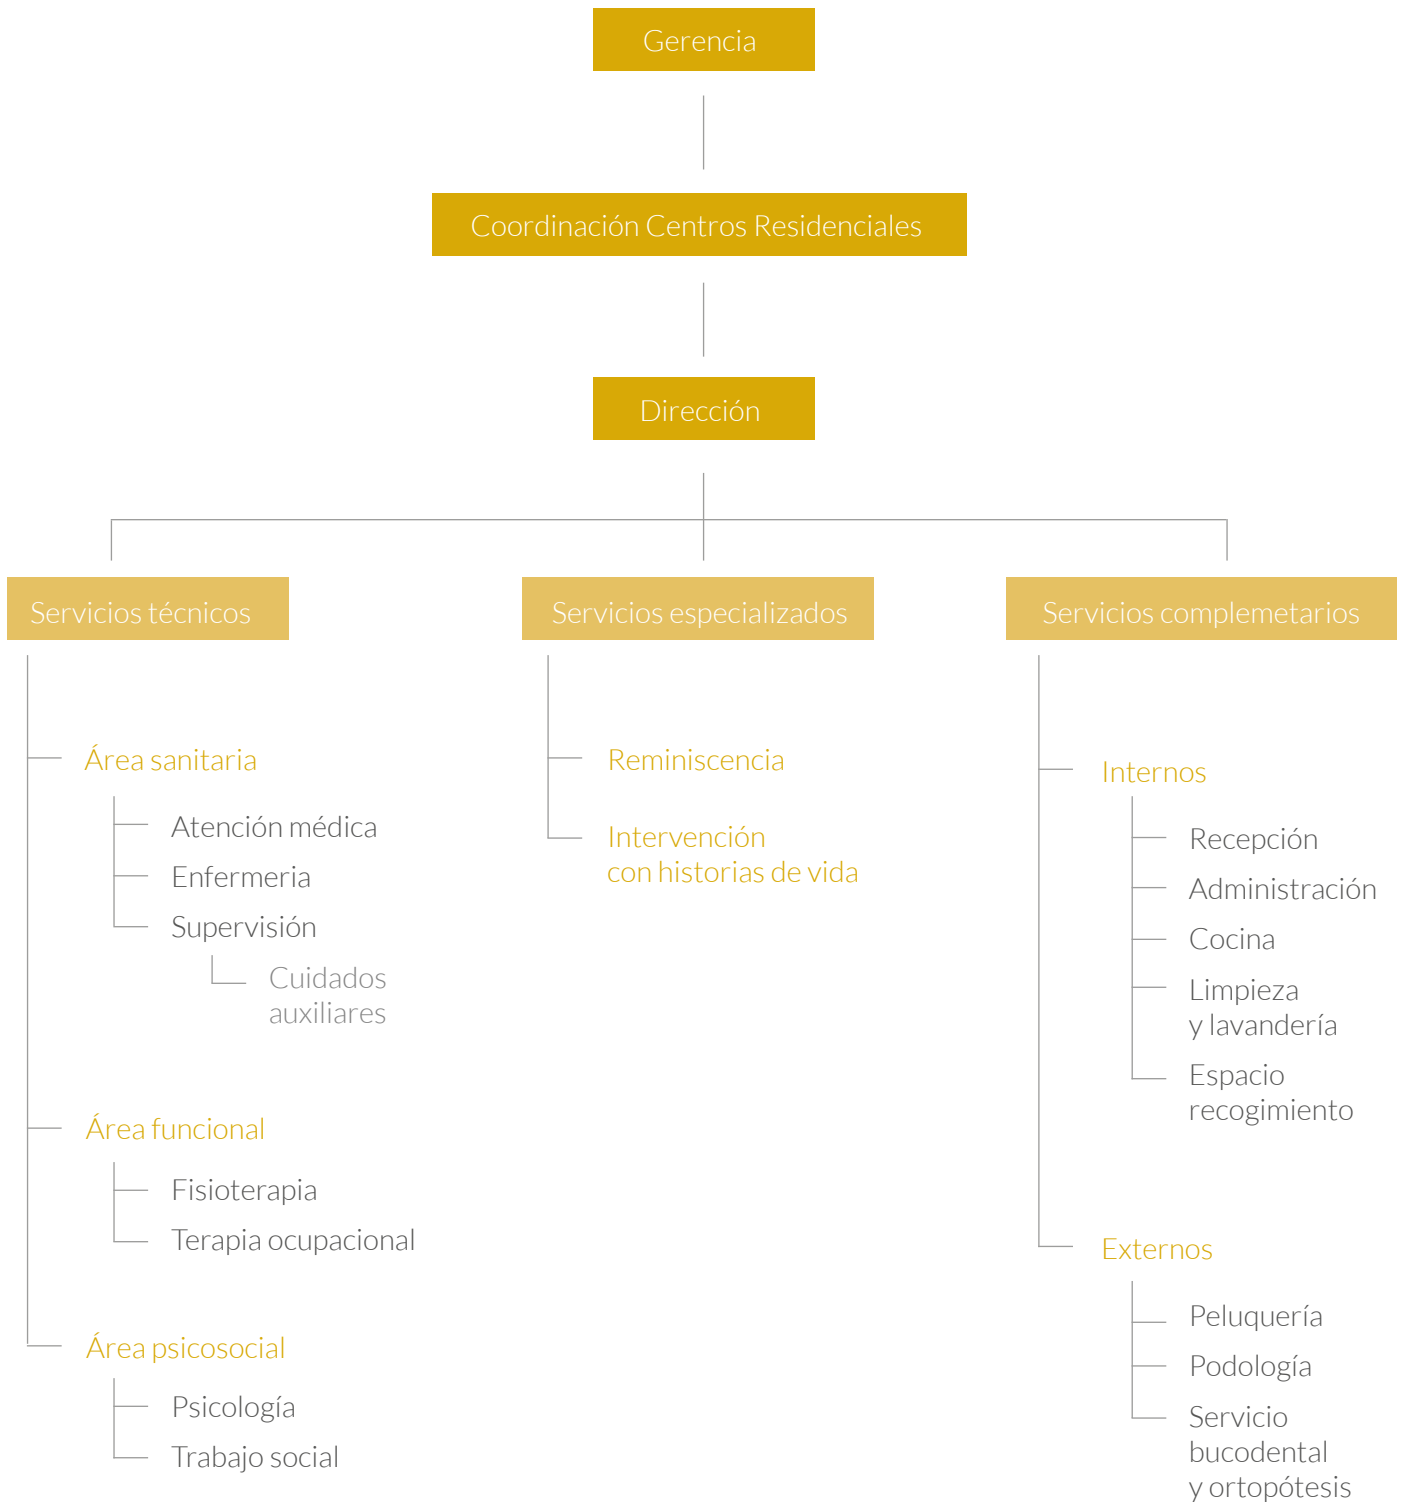 Gerencia
Coordinación Centros Residenciales
Dirección
Servicios técnicos
Área sanitaria
Atención médica
Enfermeria
Supervisión
Cuidados
auxiliares
Área funcional
Fisioterapia
Terapia ocupacional
Área psicosocial
Psicología
Trabajo social
Servicios especializados
Reminiscencia
Intervención
con historias de vida
Servicios complemetarios
Internos
Recepción
Administración
Cocina
Limpieza
y lavandería
Espacio
recogimiento
Externos
Peluquería
Podología
Servicio
bucodental
y ortopótesis